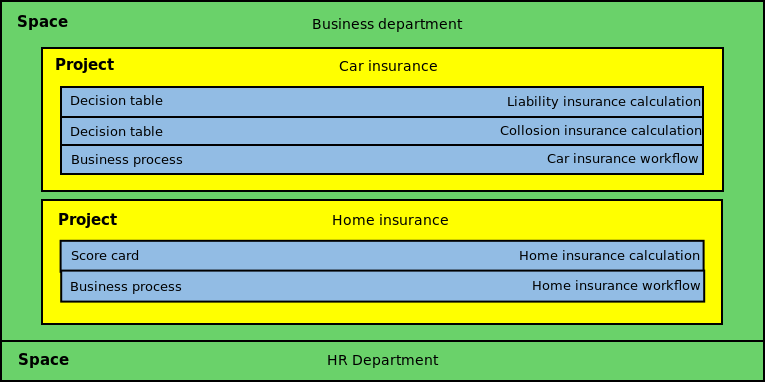 Space Business department
Project Car insurance
Decision table Liability insurance calculation
Decision table Collosion insurance calculation
Business process Car insurance workflow
Project Home insurance
Score card Home insurance calculation
Business process Home insurance workflow
Space HR Department